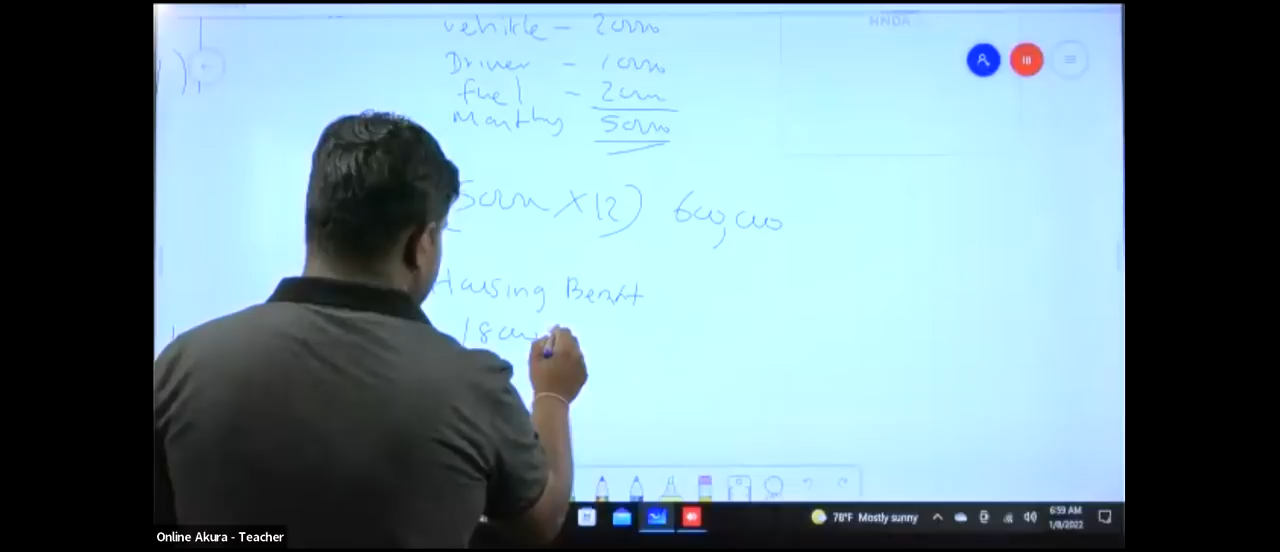 NNDA
vehicle - 20000
Driver - 10000
fuel - 20000
Monthly 50000
50000 X 12) 600,000
Housing Benefit
18000
78°F Mostly sunny
6:59 AM
1/8/2022
Online Akura - Teacher